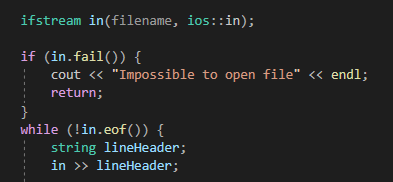 ifstream in(filename, ios::in);
if (in.fail()) {
cout << "Impossible to open file" << endl;
return;
}
while (!in.eof()) {
string lineHeader;
in >> lineHeader;